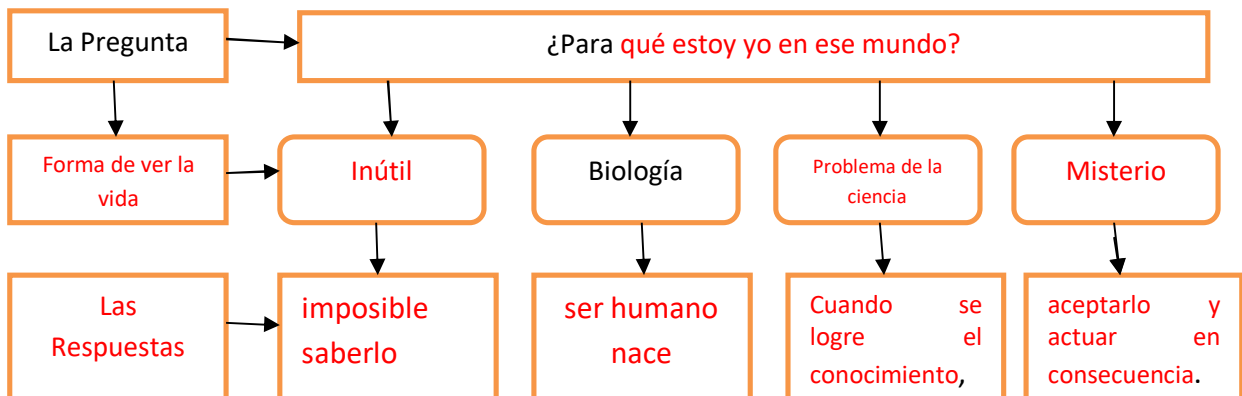 La Pregunta
¿Para qué estoy yo en ese mundo?
Forma de ver la
vida
Inútil
Biología
Problema de la
ciencia
Misterio
Las
Respuestas
imposible
saberlo
ser humano
nace
Cuando se
logre el
conocimiento,
aceptarlo y
actuar en
consecuencia.